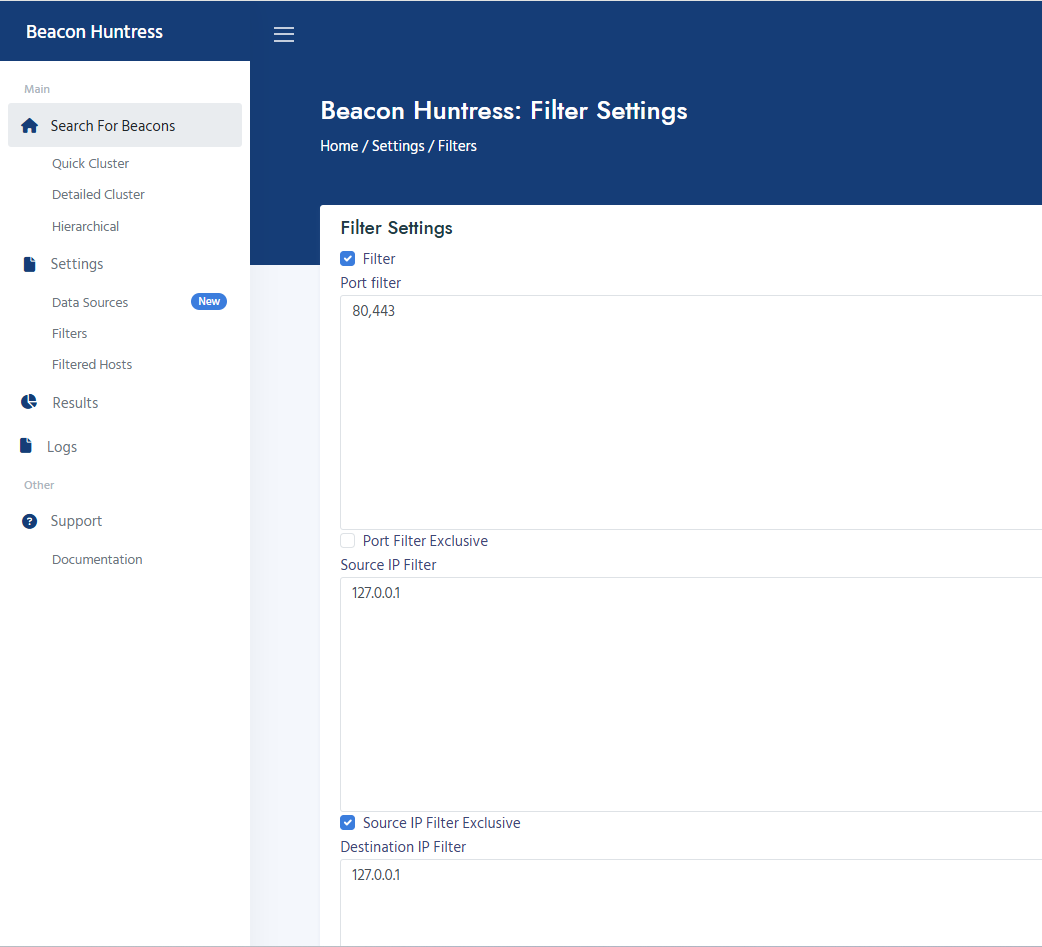 Beacon Huntress
Main
Search For Beacons
Quick Cluster
Detailed Cluster
Hierarchical
Settings
Data Sources New
Filters
Filtered Hosts
Results
Logs
Other
Support
Documentation
Beacon Huntress: Filter Settings
Home / Settings / Filters
Filter Settings
Filter
Port filter
80,443
Port Filter Exclusive
Source IP Filter
127.0.0.1
Source IP Filter Exclusive
Destination IP Filter
127.0.0.1